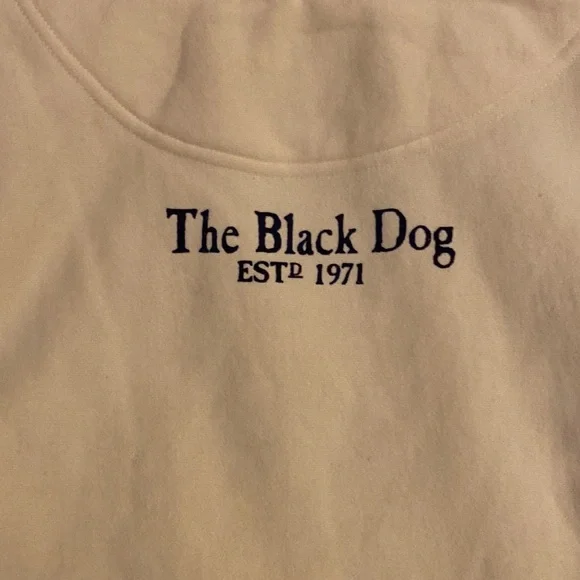 The Black Dog
ESTD 1971